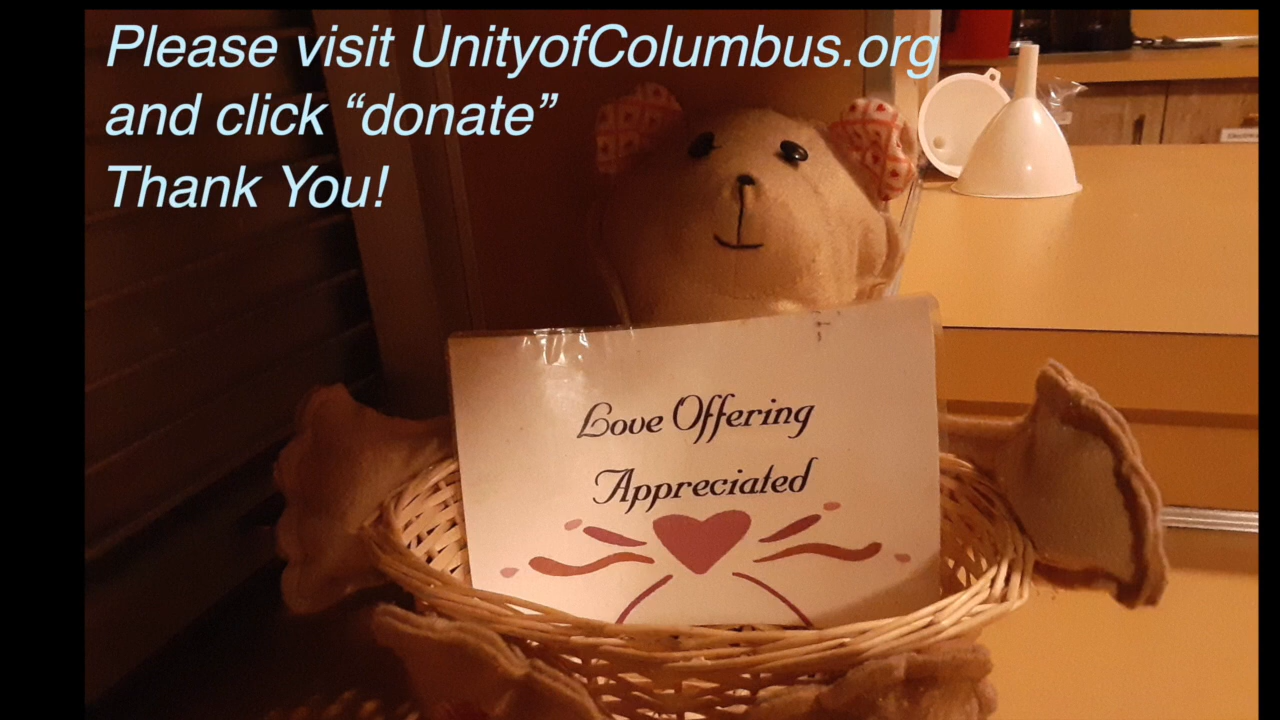 Please visit UnityofColumbus.org
and click “donate”
Thank You!
Love Offering
Appreciated